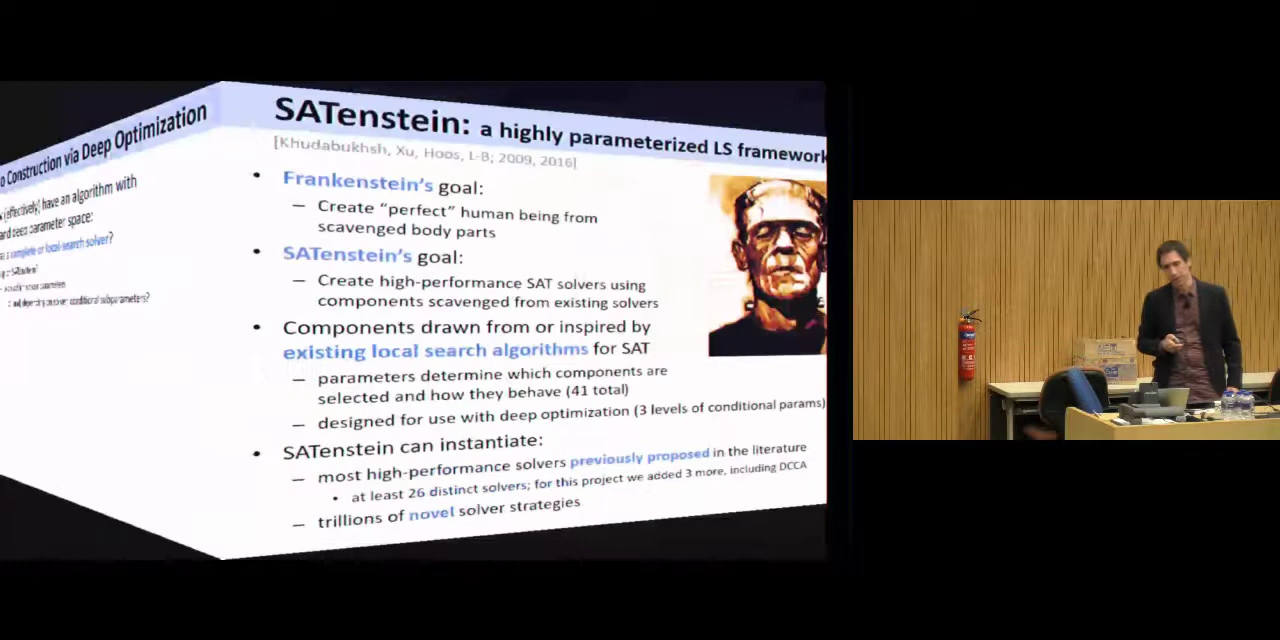 o Construction via Deep Optimization
(effectively) have an algorithm with
and deep parameter space:
complete or local-search solver?
conditional subparameters?
SATenstein: a highly parameterized LS framework
[Khudabukhsh, Xu, Hoos, L-B; 2009, 2016]
• Frankenstein's goal:
– Create "perfect" human being from
scavenged body parts
• SATenstein's goal:
– Create high-performance SAT solvers using
components scavenged from existing solvers
• Components drawn from or inspired by
existing local search algorithms for SAT
– parameters determine which components are
selected and how they behave (41 total)
– designed for use with deep optimization (3 levels of conditional params)
• SATenstein can instantiate:
– most high-performance solvers previously proposed in the literature
• at least 26 distinct solvers; for this project we added 3 more, including DCCA
– trillions of novel solver strategies